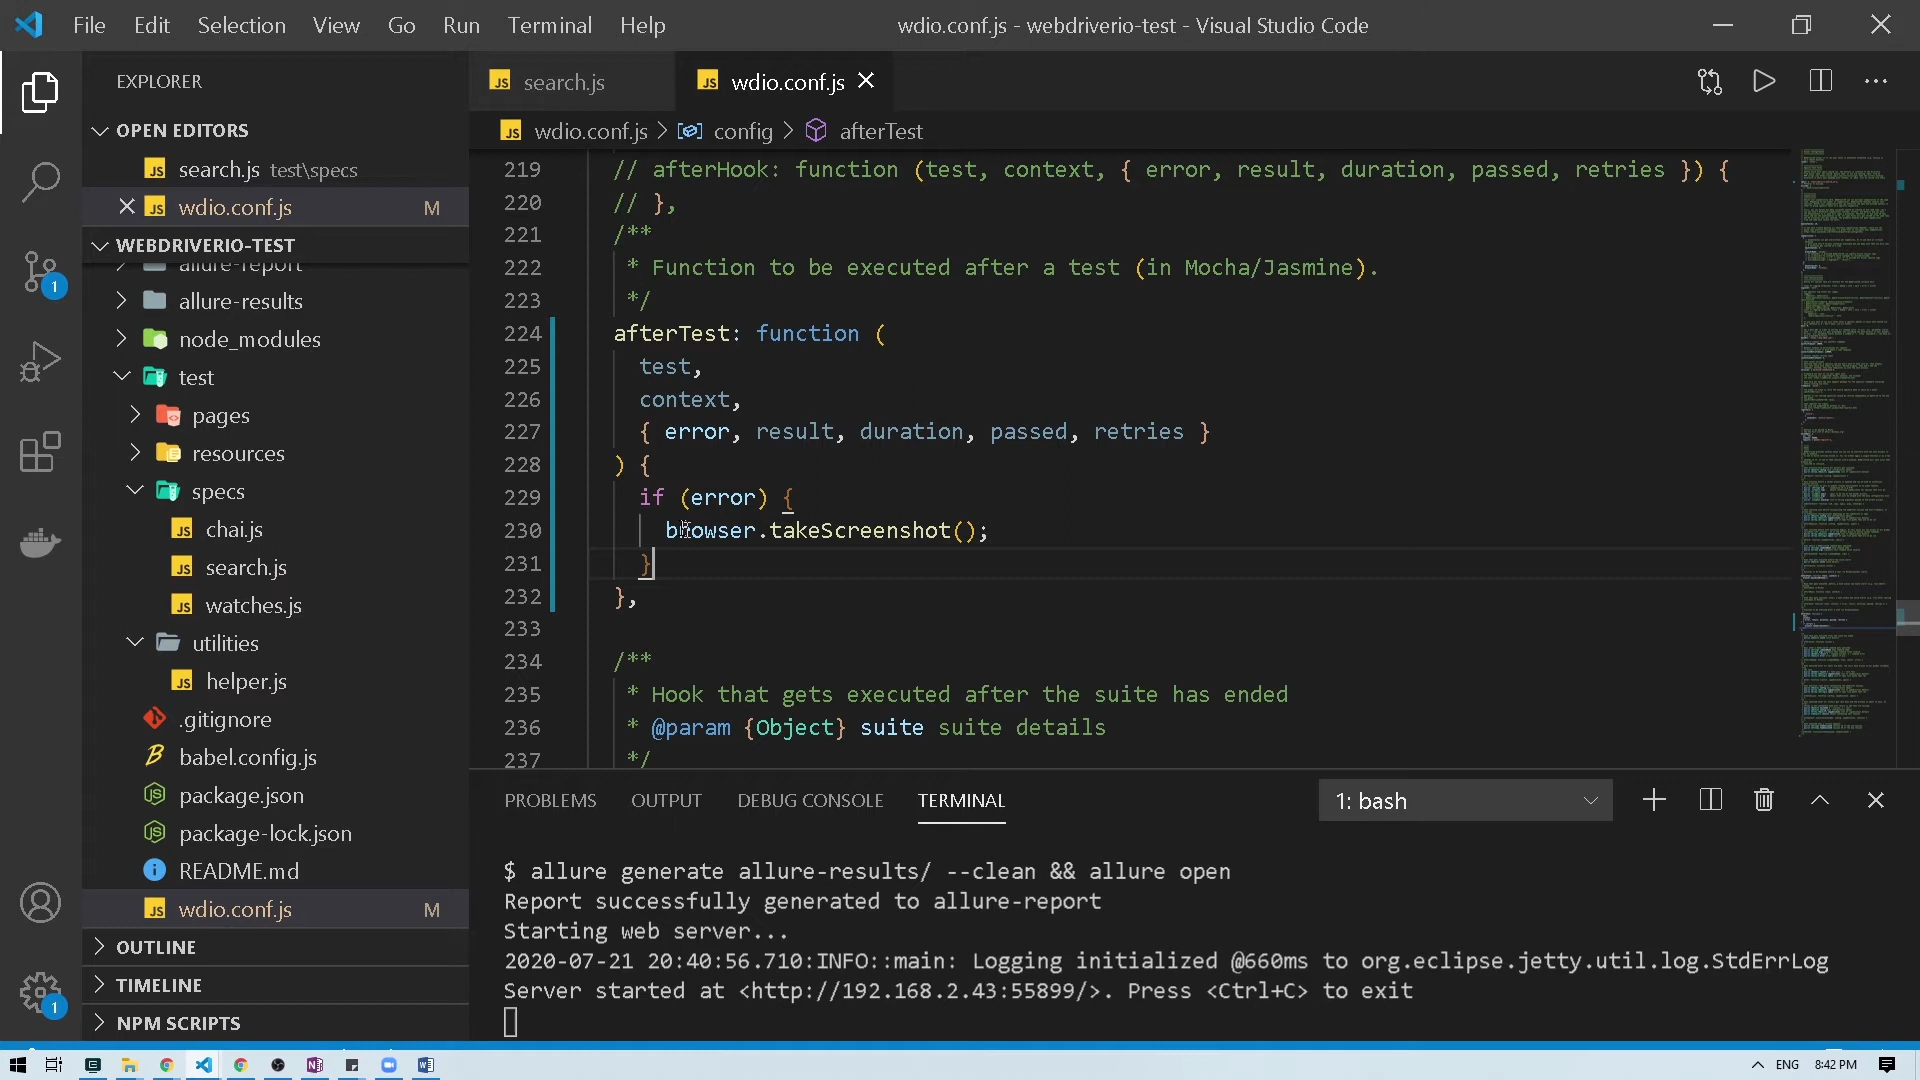 File Edit Selection View Go Run Terminal Help
wdio.conf.js - webdriverio-test - Visual Studio Code
EXPLORER
OPEN EDITORS
JS search.js test\specs
JS wdio.conf.js M
WEBDRIVERIO-TEST
allure-report
allure-results
node_modules
test
pages
resources
specs
JS chai.js
JS search.js
JS watches.js
utilities
JS helper.js
.gitignore
babel.config.js
package.json
package-lock.json
README.md
JS wdio.conf.js M
OUTLINE
TIMELINE
NPM SCRIPTS
1
1
JS search.js
JS wdio.conf.js
JS wdio.conf.js > config > afterTest
219 // afterHook: function (test, context, { error, result, duration, passed, retries }) {
220 // },
221 /**
222 * Function to be executed after a test (in Mocha/Jasmine).
223 */
224 afterTest: function (
225 test,
226 context,
227 { error, result, duration, passed, retries }
228 ) {
229 if (error) {
230 browser.takeScreenshot();
231 }
232 },
233
234 /**
235 * Hook that gets executed after the suite has ended
236 * @param {Object} suite suite details
237 */
PROBLEMS OUTPUT DEBUG CONSOLE TERMINAL
1: bash
$ allure generate allure-results/ --clean && allure open
Report successfully generated to allure-report
Starting web server...
2020-07-21 20:40:56.710:INFO::main: Logging initialized @660ms to org.eclipse.jetty.util.log.StdErrLog
Server started at <http://192.168.2.43:55899/>. Press <Ctrl+C> to exit
ENG 8:42 PM